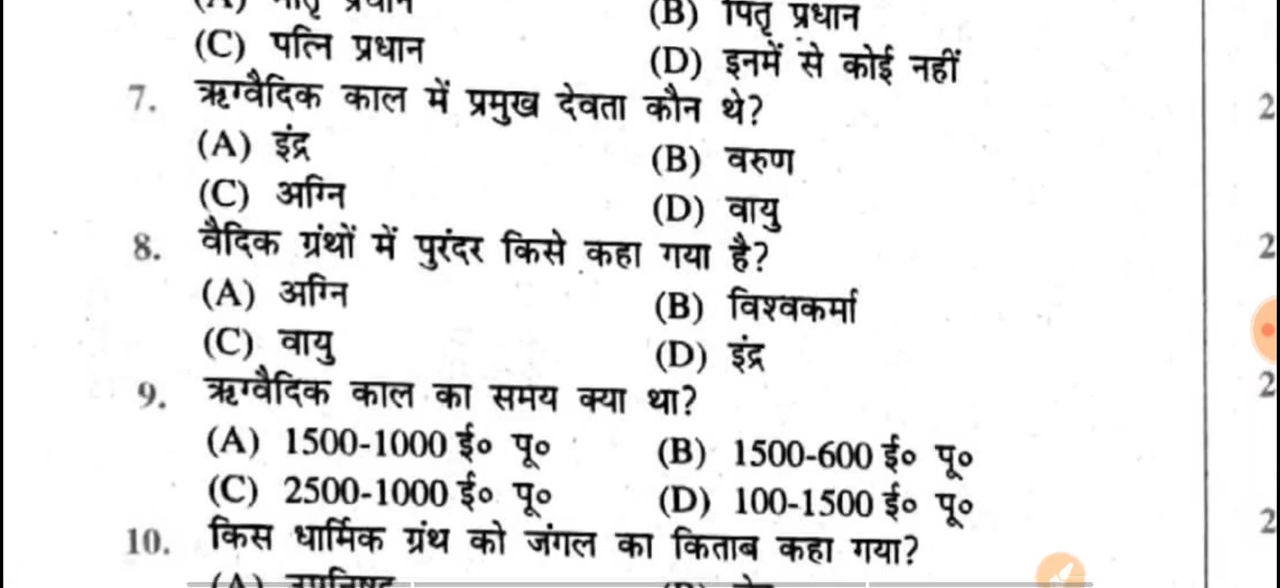 (B) पितृ प्रधान
(C) पत्नि प्रधान (D) इनमें से कोई नहीं
7. ऋग्वैदिक काल में प्रमुख देवता कौन थे?
(A) इंद्र (B) वरुण
(C) अग्नि (D) वायु
8. वैदिक ग्रंथों में पुरंदर किसे कहा गया है?
(A) अग्नि (B) विश्वकर्मा
(C) वायु (D) इंद्र
9. ऋग्वैदिक काल का समय क्या था?
(A) 1500-1000 ई० पू० (B) 1500-600 ई० पू०
(C) 2500-1000 ई० पू० (D) 100-1500 ई० पू०
10. किस धार्मिक ग्रंथ को जंगल का किताब कहा गया?
(A)